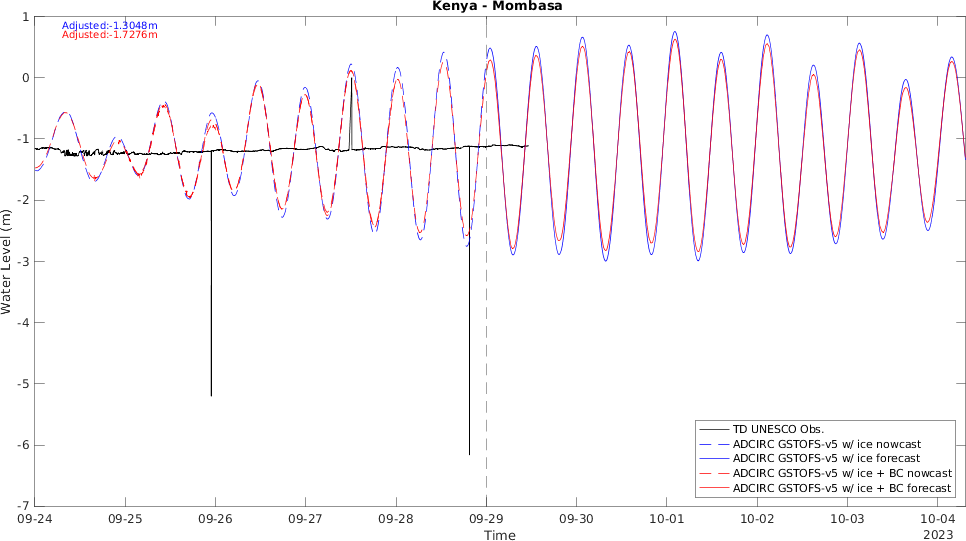 Kenya - Mombasa
Adjusted:-1.3048m
Adjusted:-1.7276m
1
0
-1
-2
-3
-4
-5
-6
-7
Water Level (m)
09-24 09-25 09-26 09-27 09-28 09-29 09-30 10-01 10-02 10-03 10-04
Time
2023
TD UNESCO Obs.
ADCIRC GSTOFS-v5 w/ ice nowcast
ADCIRC GSTOFS-v5 w/ ice forecast
ADCIRC GSTOFS-v5 w/ ice + BC nowcast
ADCIRC GSTOFS-v5 w/ ice + BC forecast